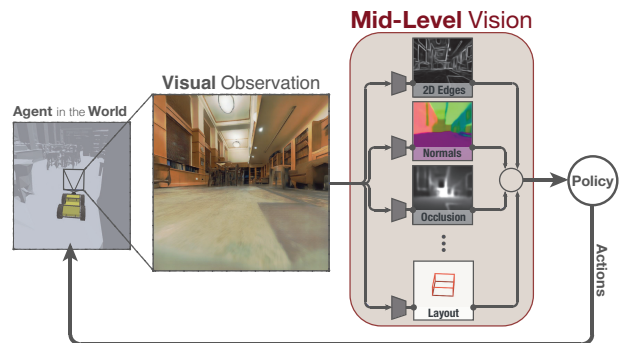 Mid-Level Vision
Visual Observation
Agent in the World
2D Edges
Normals
Occlusion
Layout
Policy
Actions